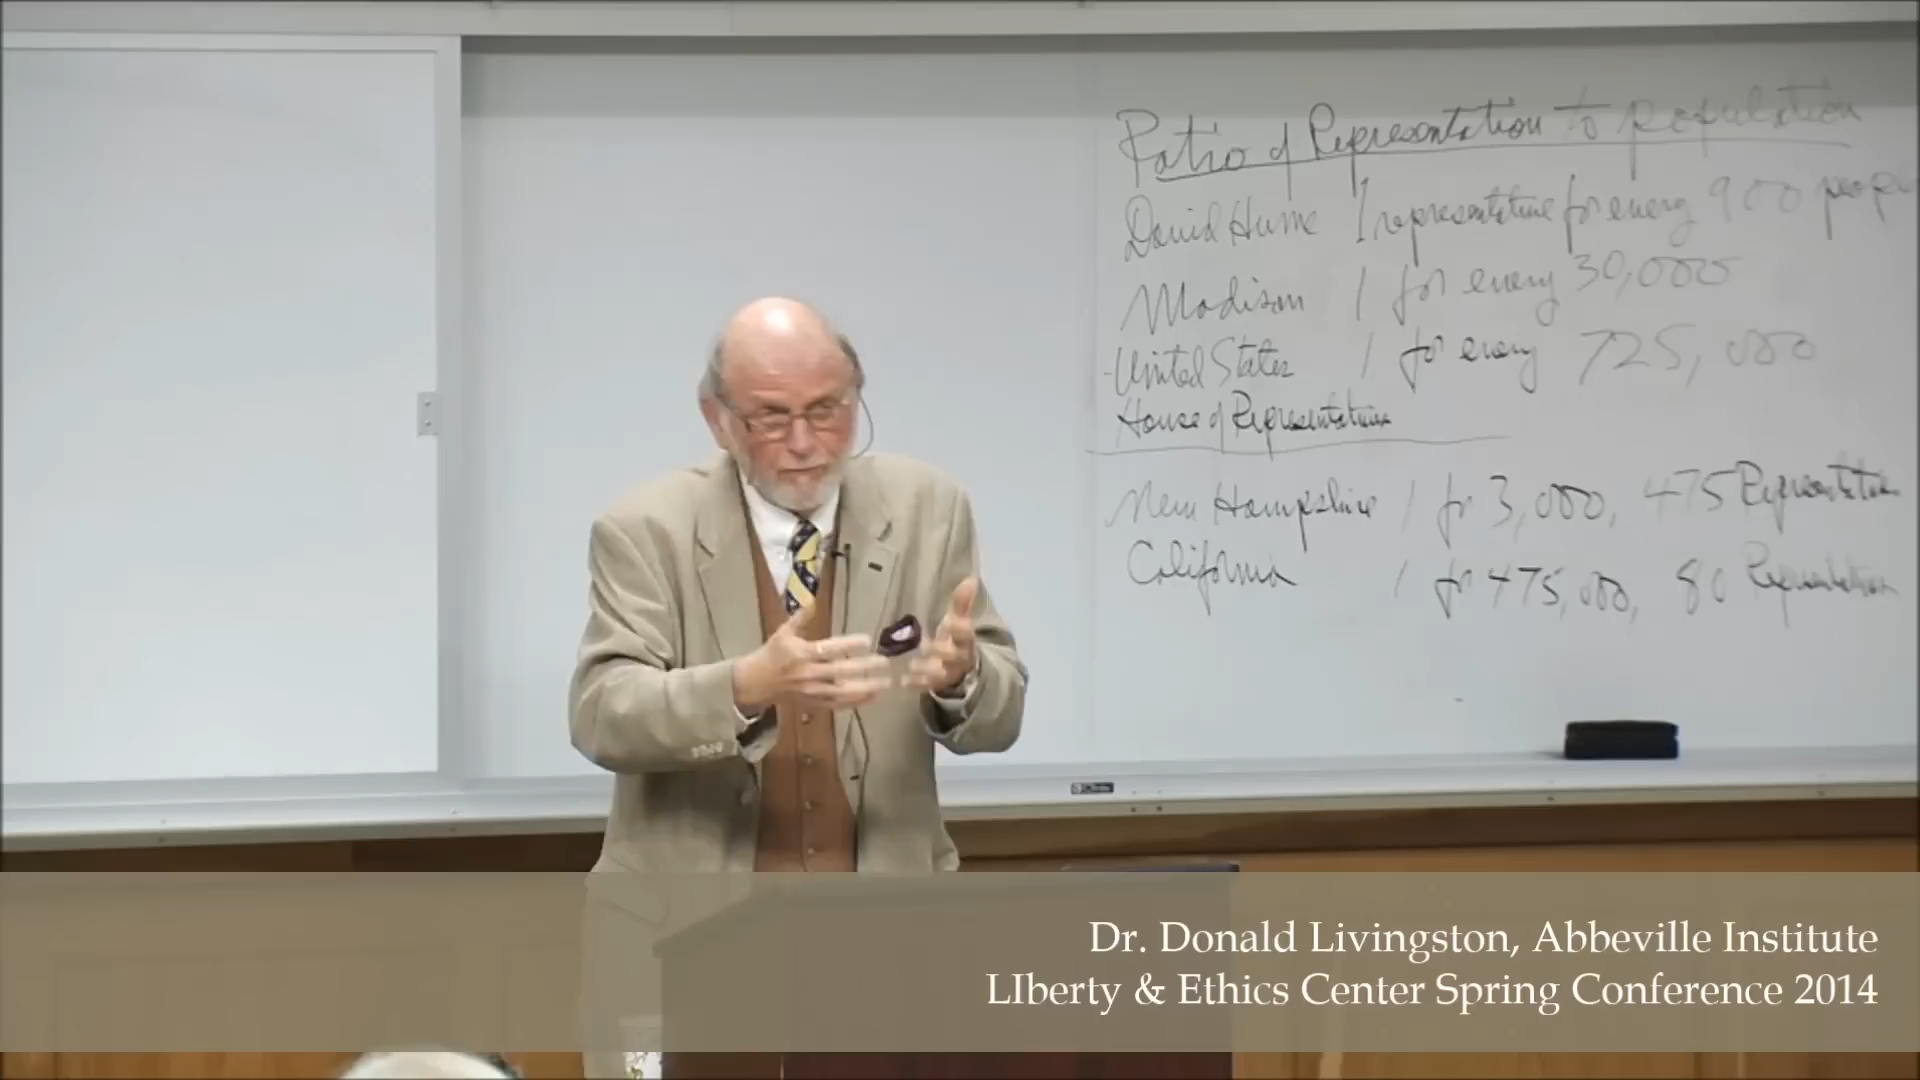 Ratio of Representation to population
David Hume 1 representative for every 900 peop
Madison 1 for every 30,000
United States 1 for every 725,000
House of Representatives
New Hampshire 1 for 3,000, 475 Representatives
California 1 for 475,000, 80 Representatives
Dr. Donald Livingston, Abbeville Institute
LIberty & Ethics Center Spring Conference 2014